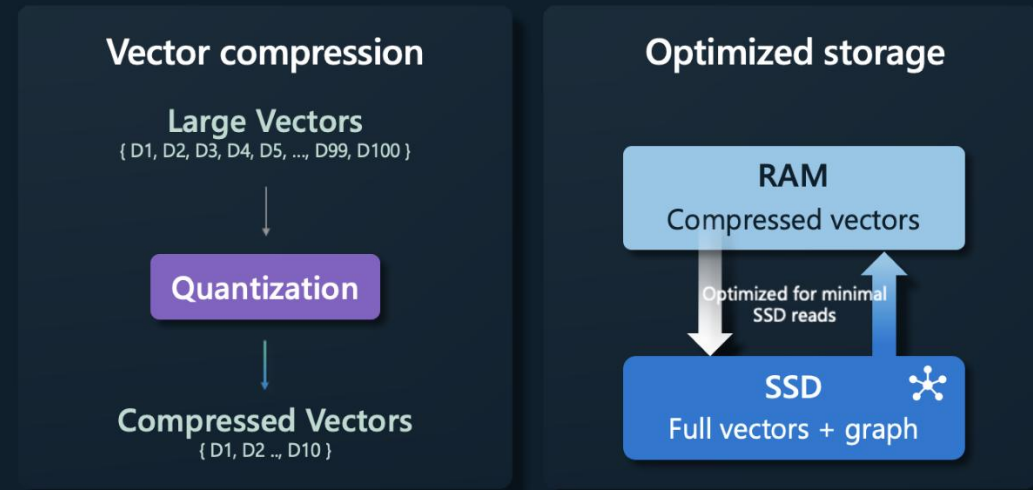 Vector compression
Large Vectors
{ D1, D2, D3, D4, D5, ..., D99, D100 }
Quantization
Compressed Vectors
{ D1, D2 .., D10 }
Optimized storage
RAM
Compressed vectors
Optimized for minimal
SSD reads
SSD
Full vectors + graph